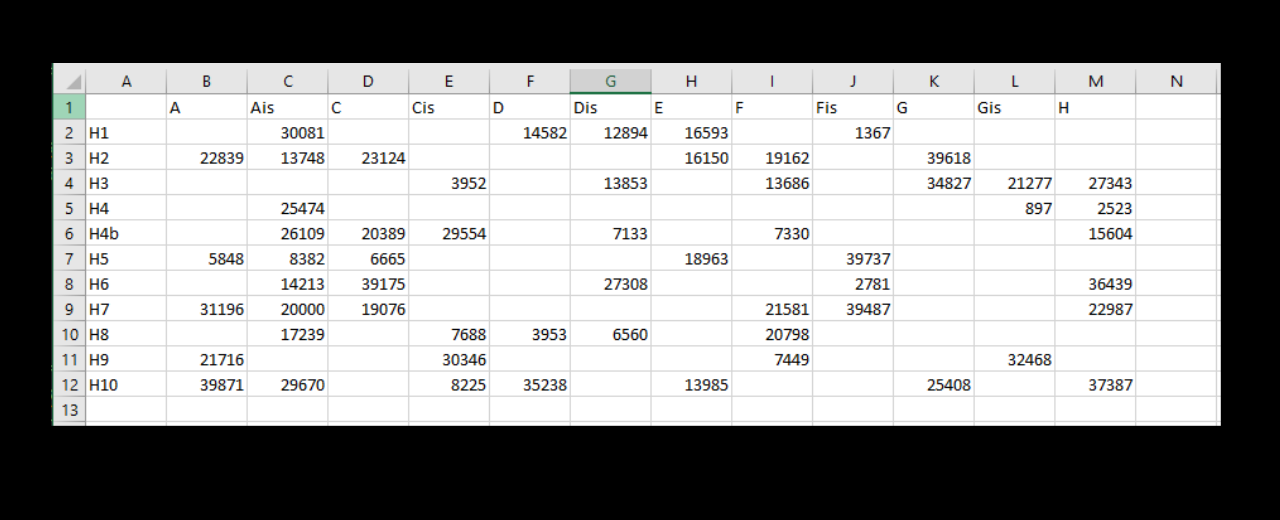 A B C D E F G H I J K L M N
1 A Ais C Cis D Dis E F Fis G Gis H
2 H1 30081 14582 12894 16593 1367
3 H2 22839 13748 23124 16150 19162 39618
4 H3 3952 13853 13686 34827 21277 27343
5 H4 25474 897 2523
6 H4b 26109 20389 29554 7133 7330 15604
7 H5 5848 8382 6665 18963 39737
8 H6 14213 39175 27308 2781 36439
9 H7 31196 20000 19076 21581 39487 22987
10 H8 17239 7688 3953 6560 20798
11 H9 21716 30346 7449 32468
12 H10 39871 29670 8225 35238 13985 25408 37387
13